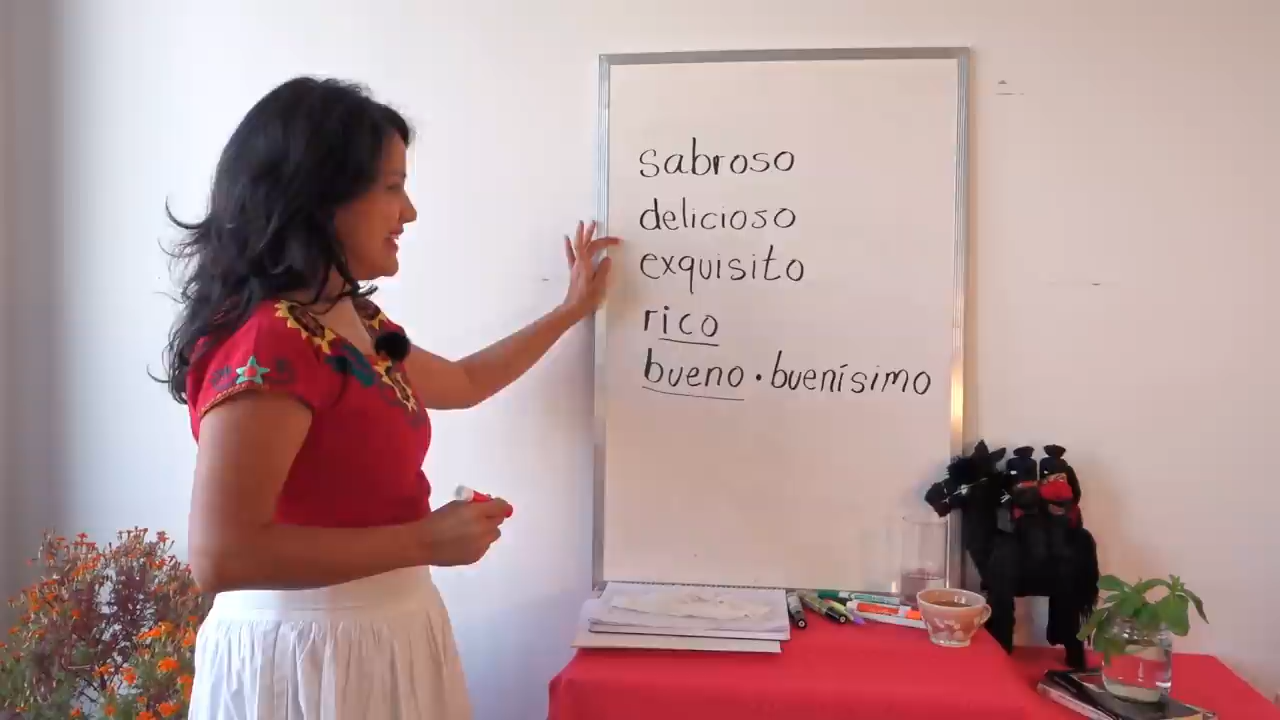 sabroso
delicioso
exquisito
rico
bueno • buenísimo